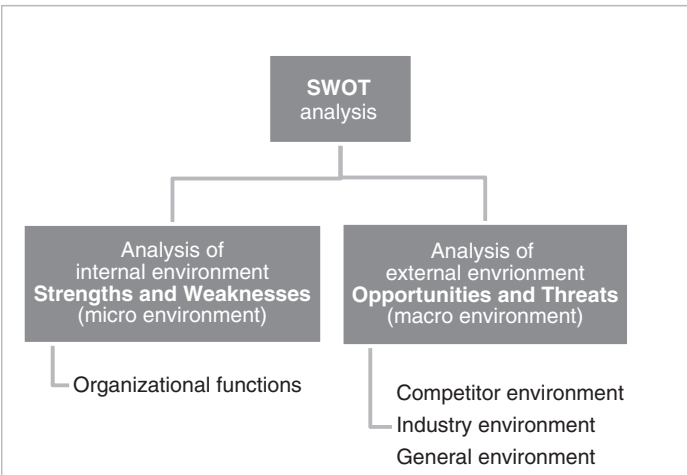 SWOT
analysis
Analysis of
internal environment
Strengths and Weaknesses
(micro environment)
Organizational functions
Analysis of
external envrionment
Opportunities and Threats
(macro environment)
Competitor environment
Industry environment
General environment